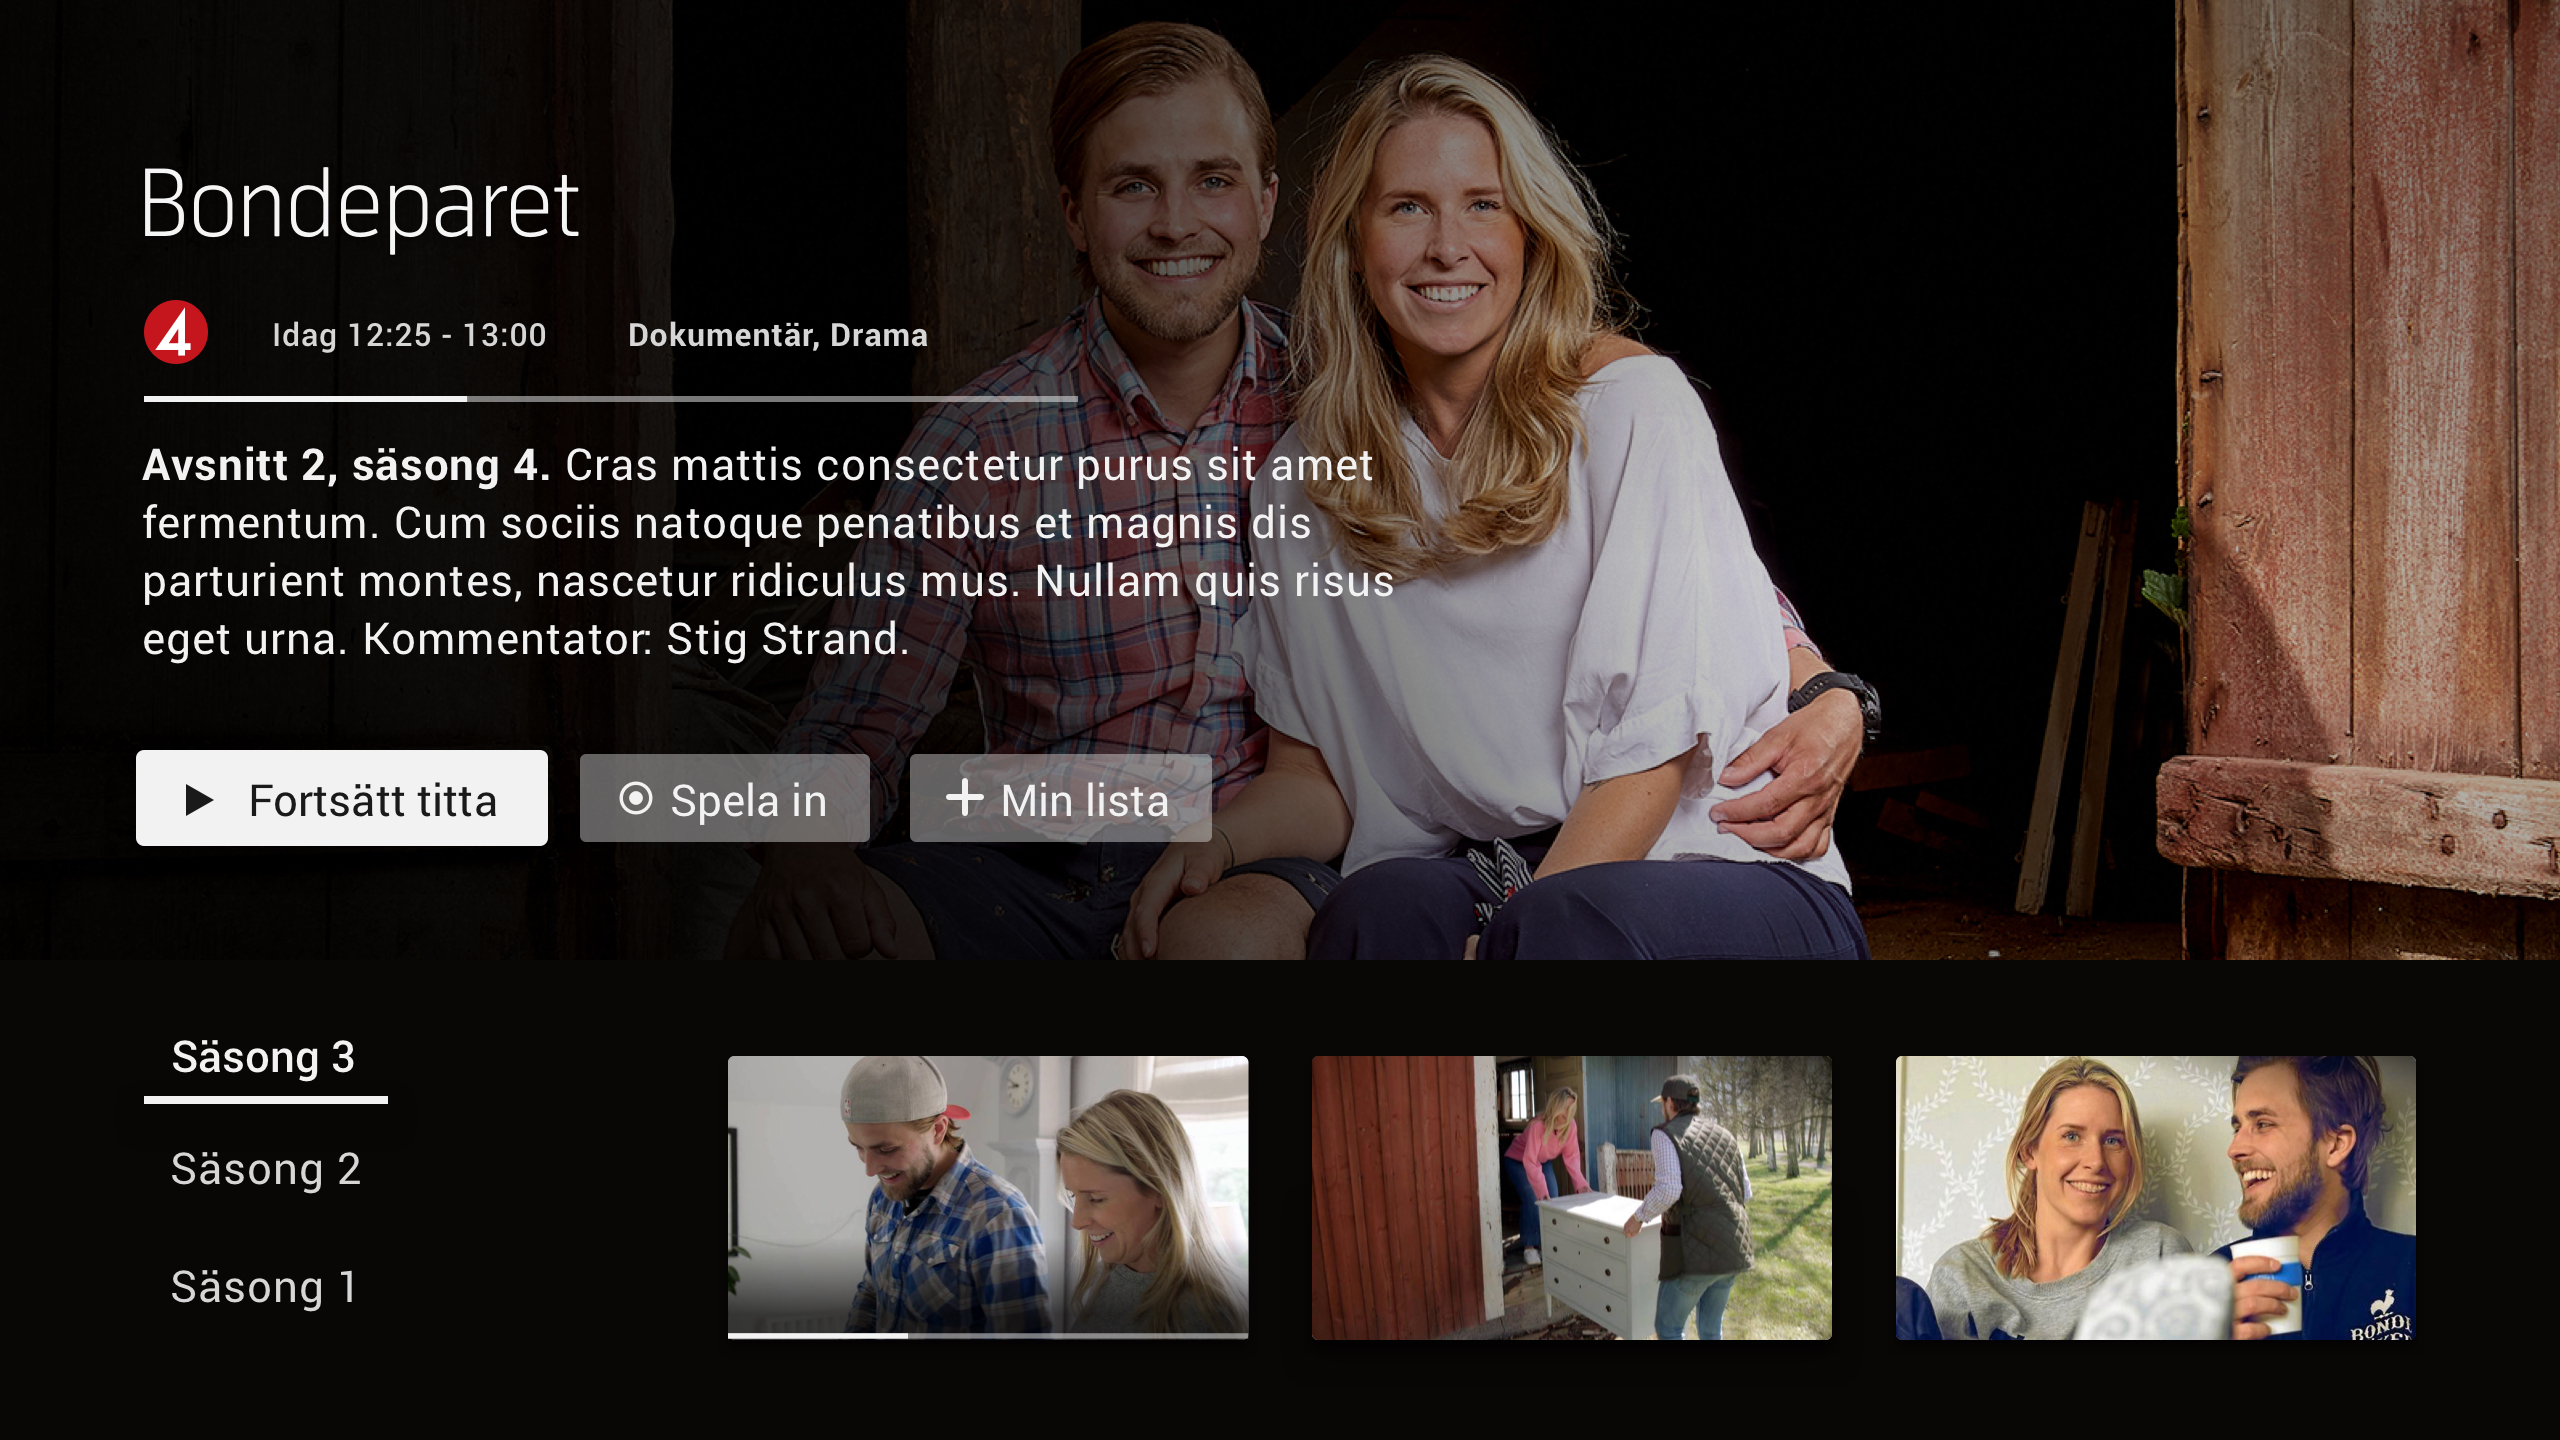 Bondeparet
4 Idag 12:25 - 13:00 Dokumentär, Drama
Avsnitt 2, säsong 4. Cras mattis consectetur purus sit amet
fermentum. Cum sociis natoque penatibus et magnis dis
parturient montes, nascetur ridiculus mus. Nullam quis risus
eget urna. Kommentator: Stig Strand.
Fortsätt titta
Spela in
Min lista
Säsong 3
Säsong 2
Säsong 1